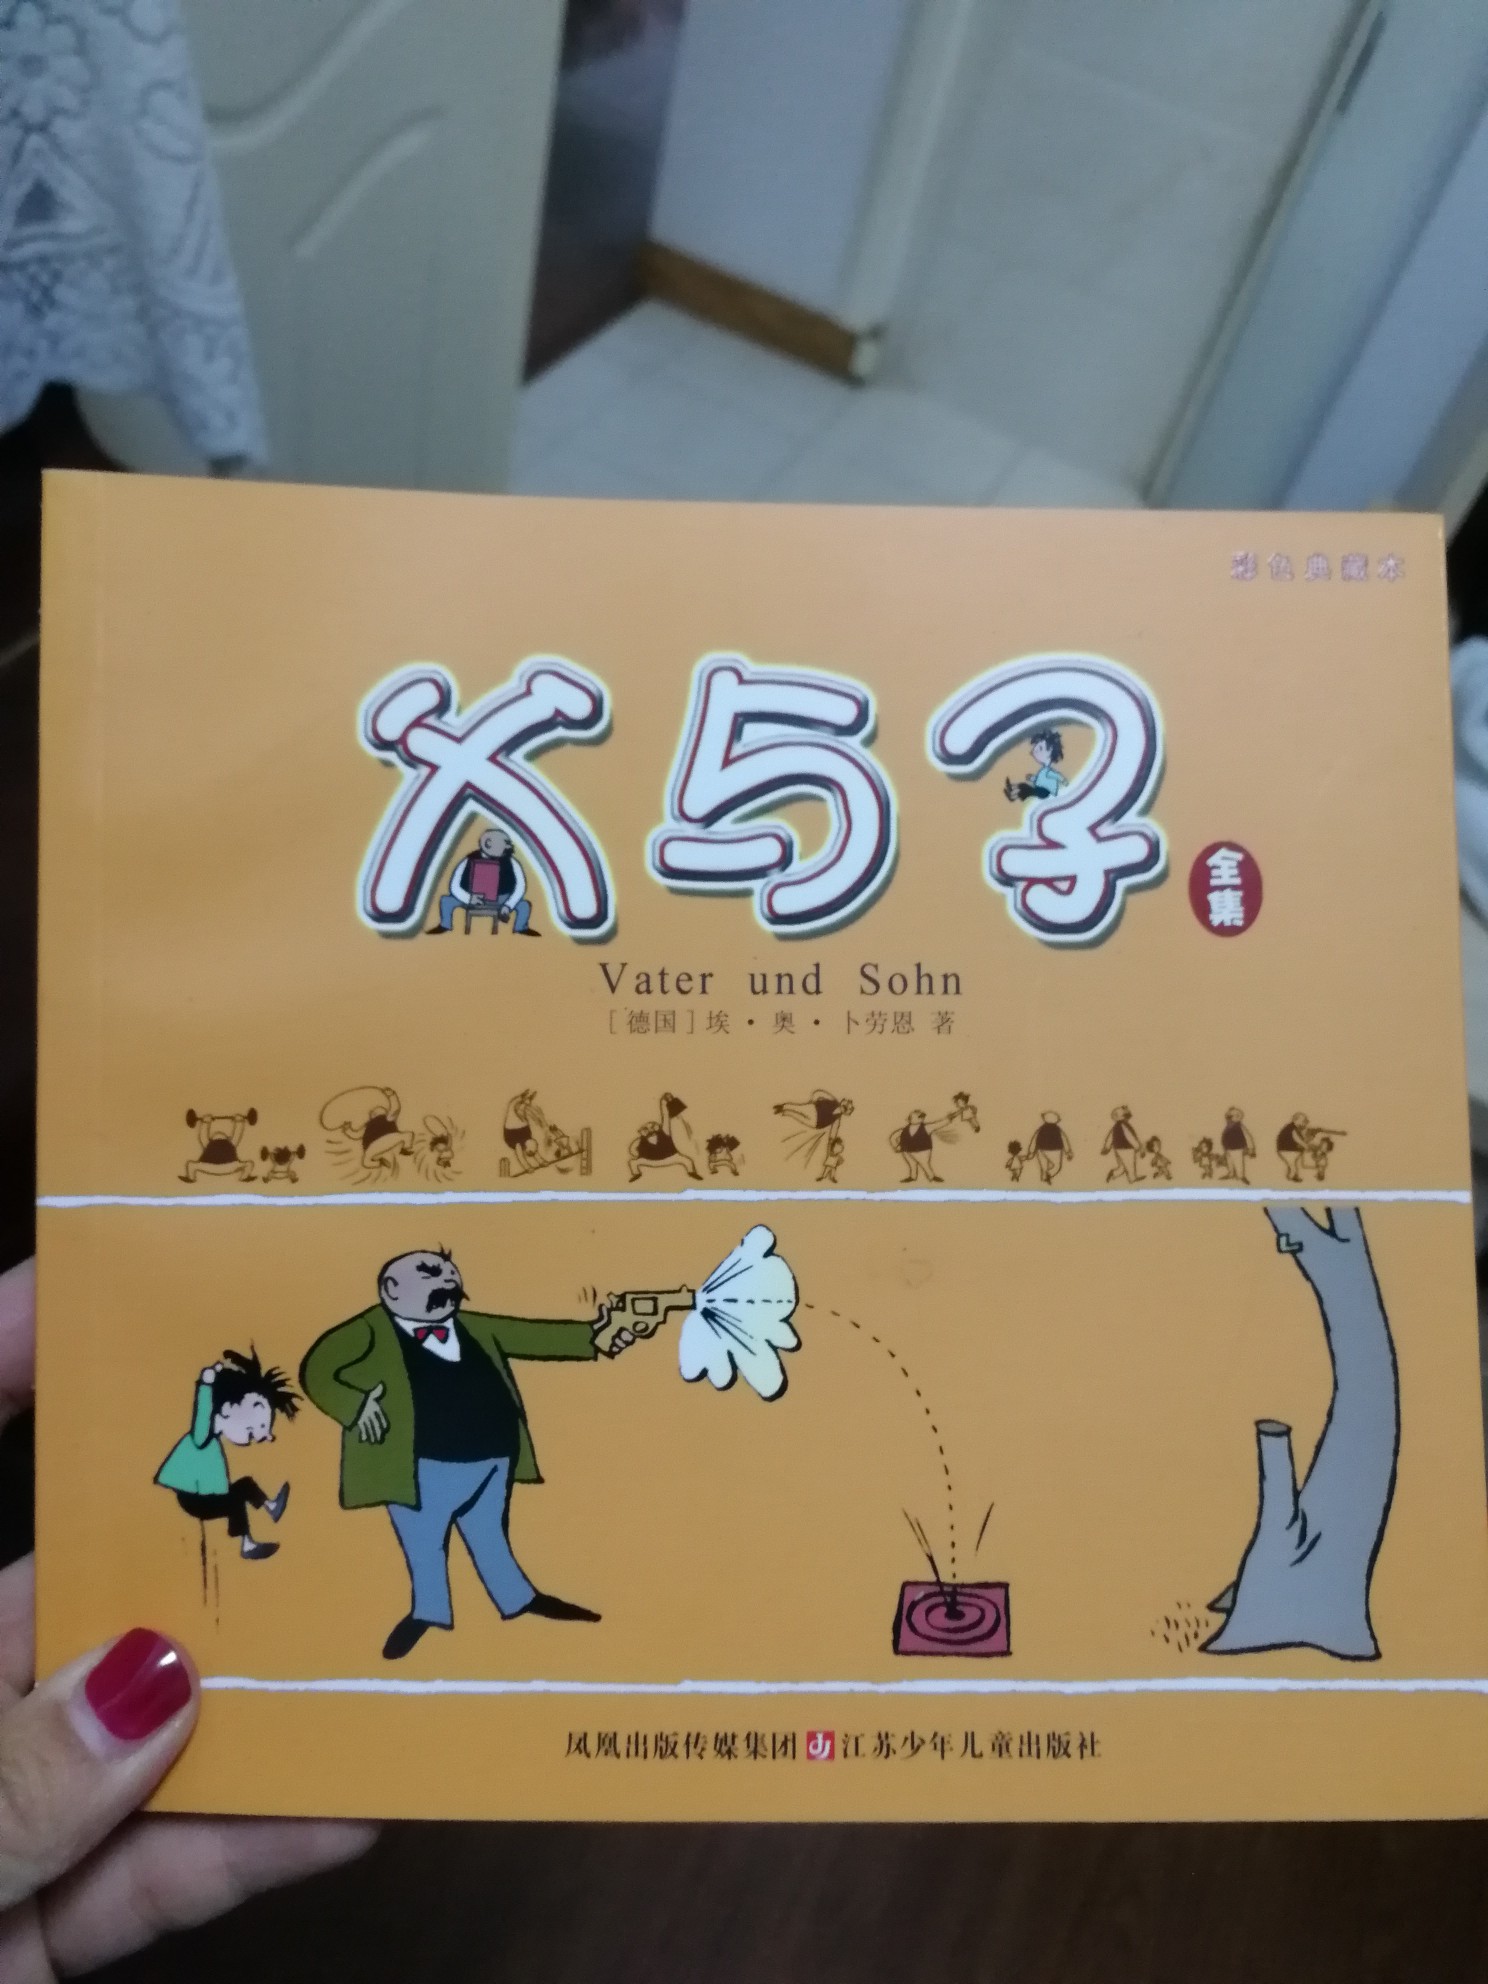 彩色典藏本
父与子
全集
Vater und Sohn
[德国]埃·奥·卜劳恩 著
凤凰出版传媒集团 江苏少年儿童出版社